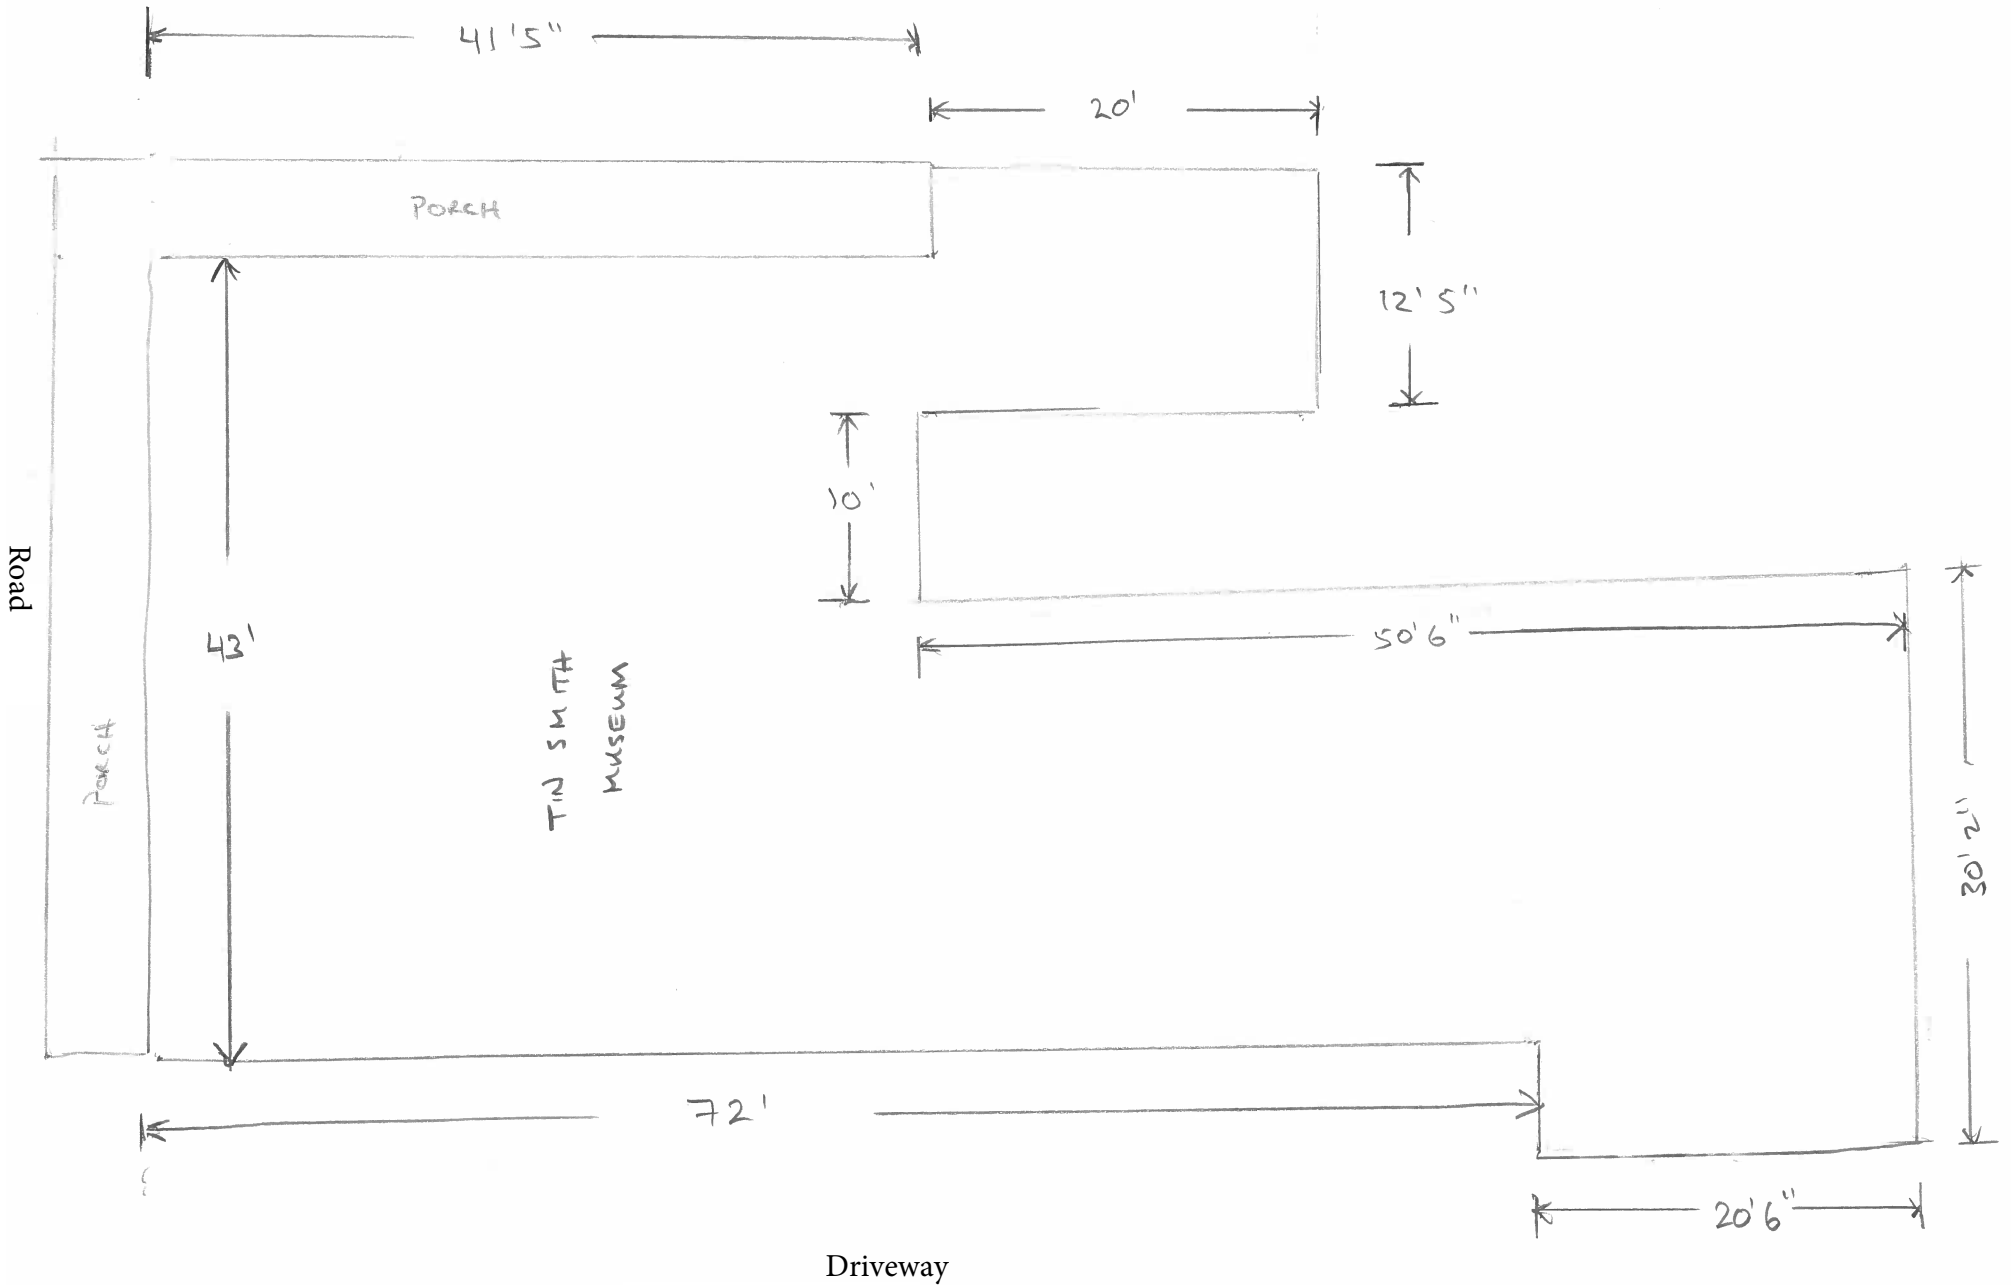 41'5"
20'
PORCH
12' 5"
10'
Road
50'6"
43'
TIN SMITH
MUSEUM
PORCH
30'2"
72'
20'6"
Driveway